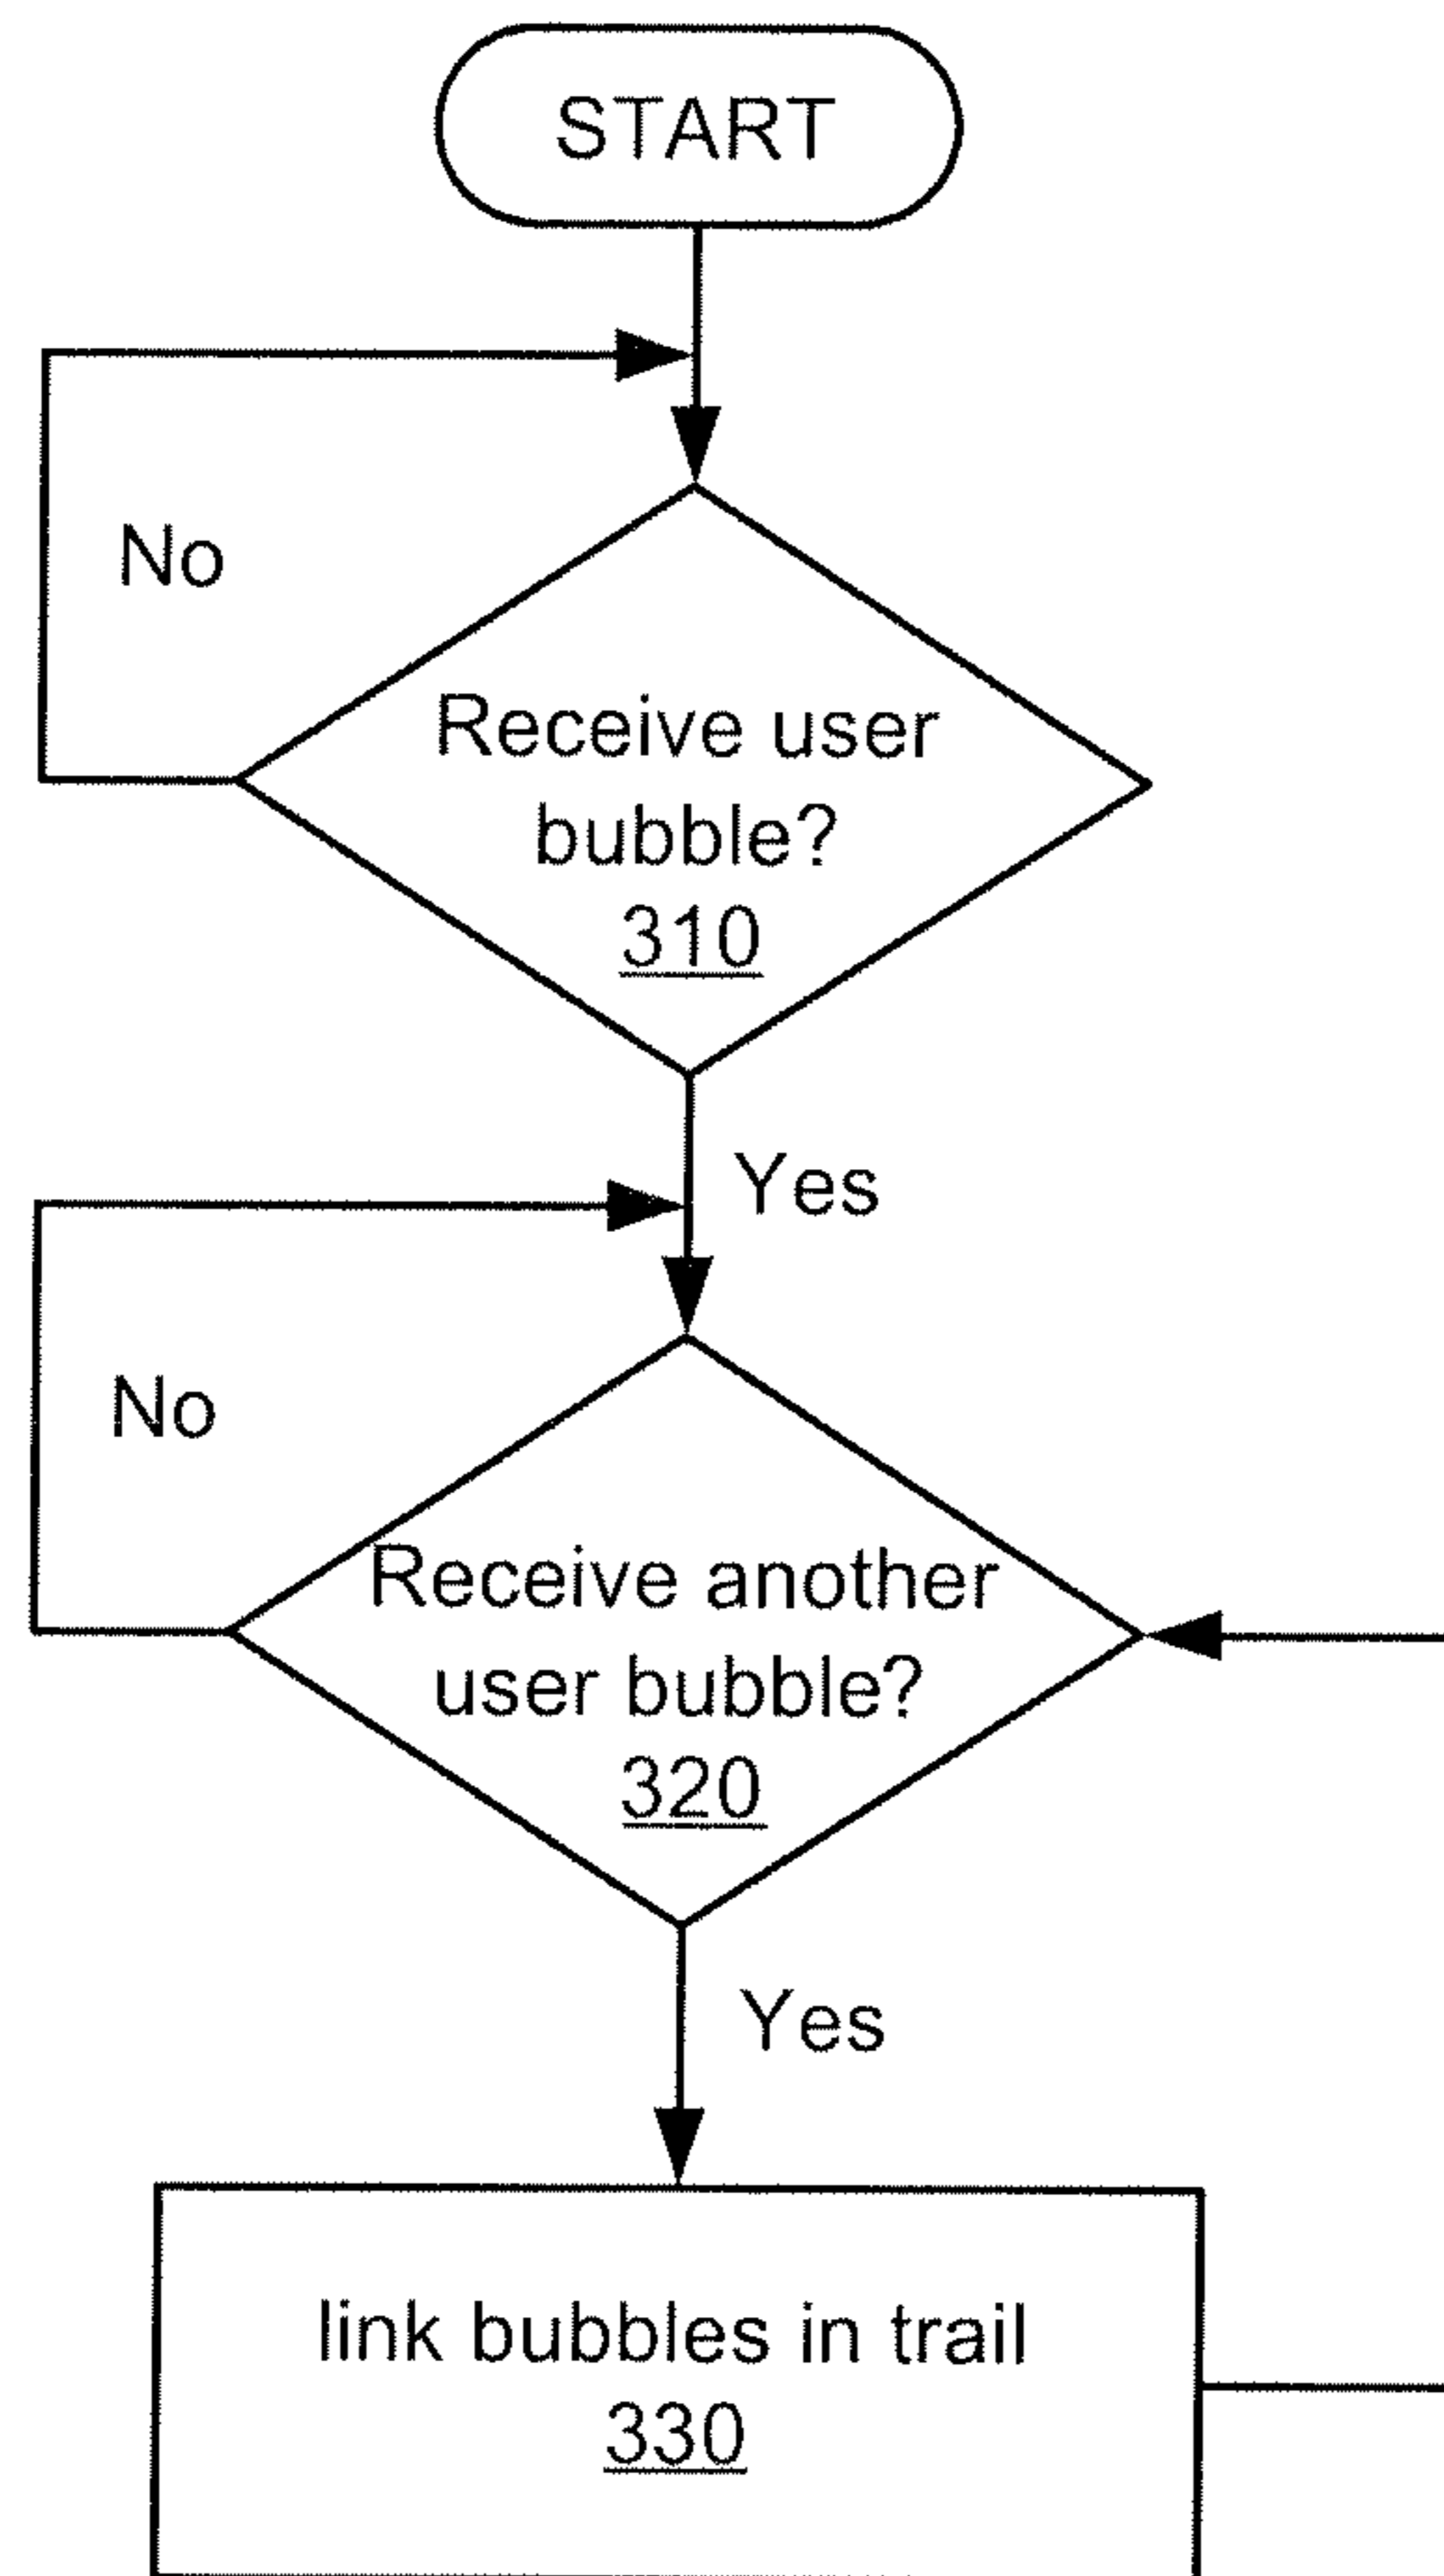 START
No
Receive user
bubble?
310
Yes
No
Receive another
user bubble?
320
Yes
link bubbles in trail
330